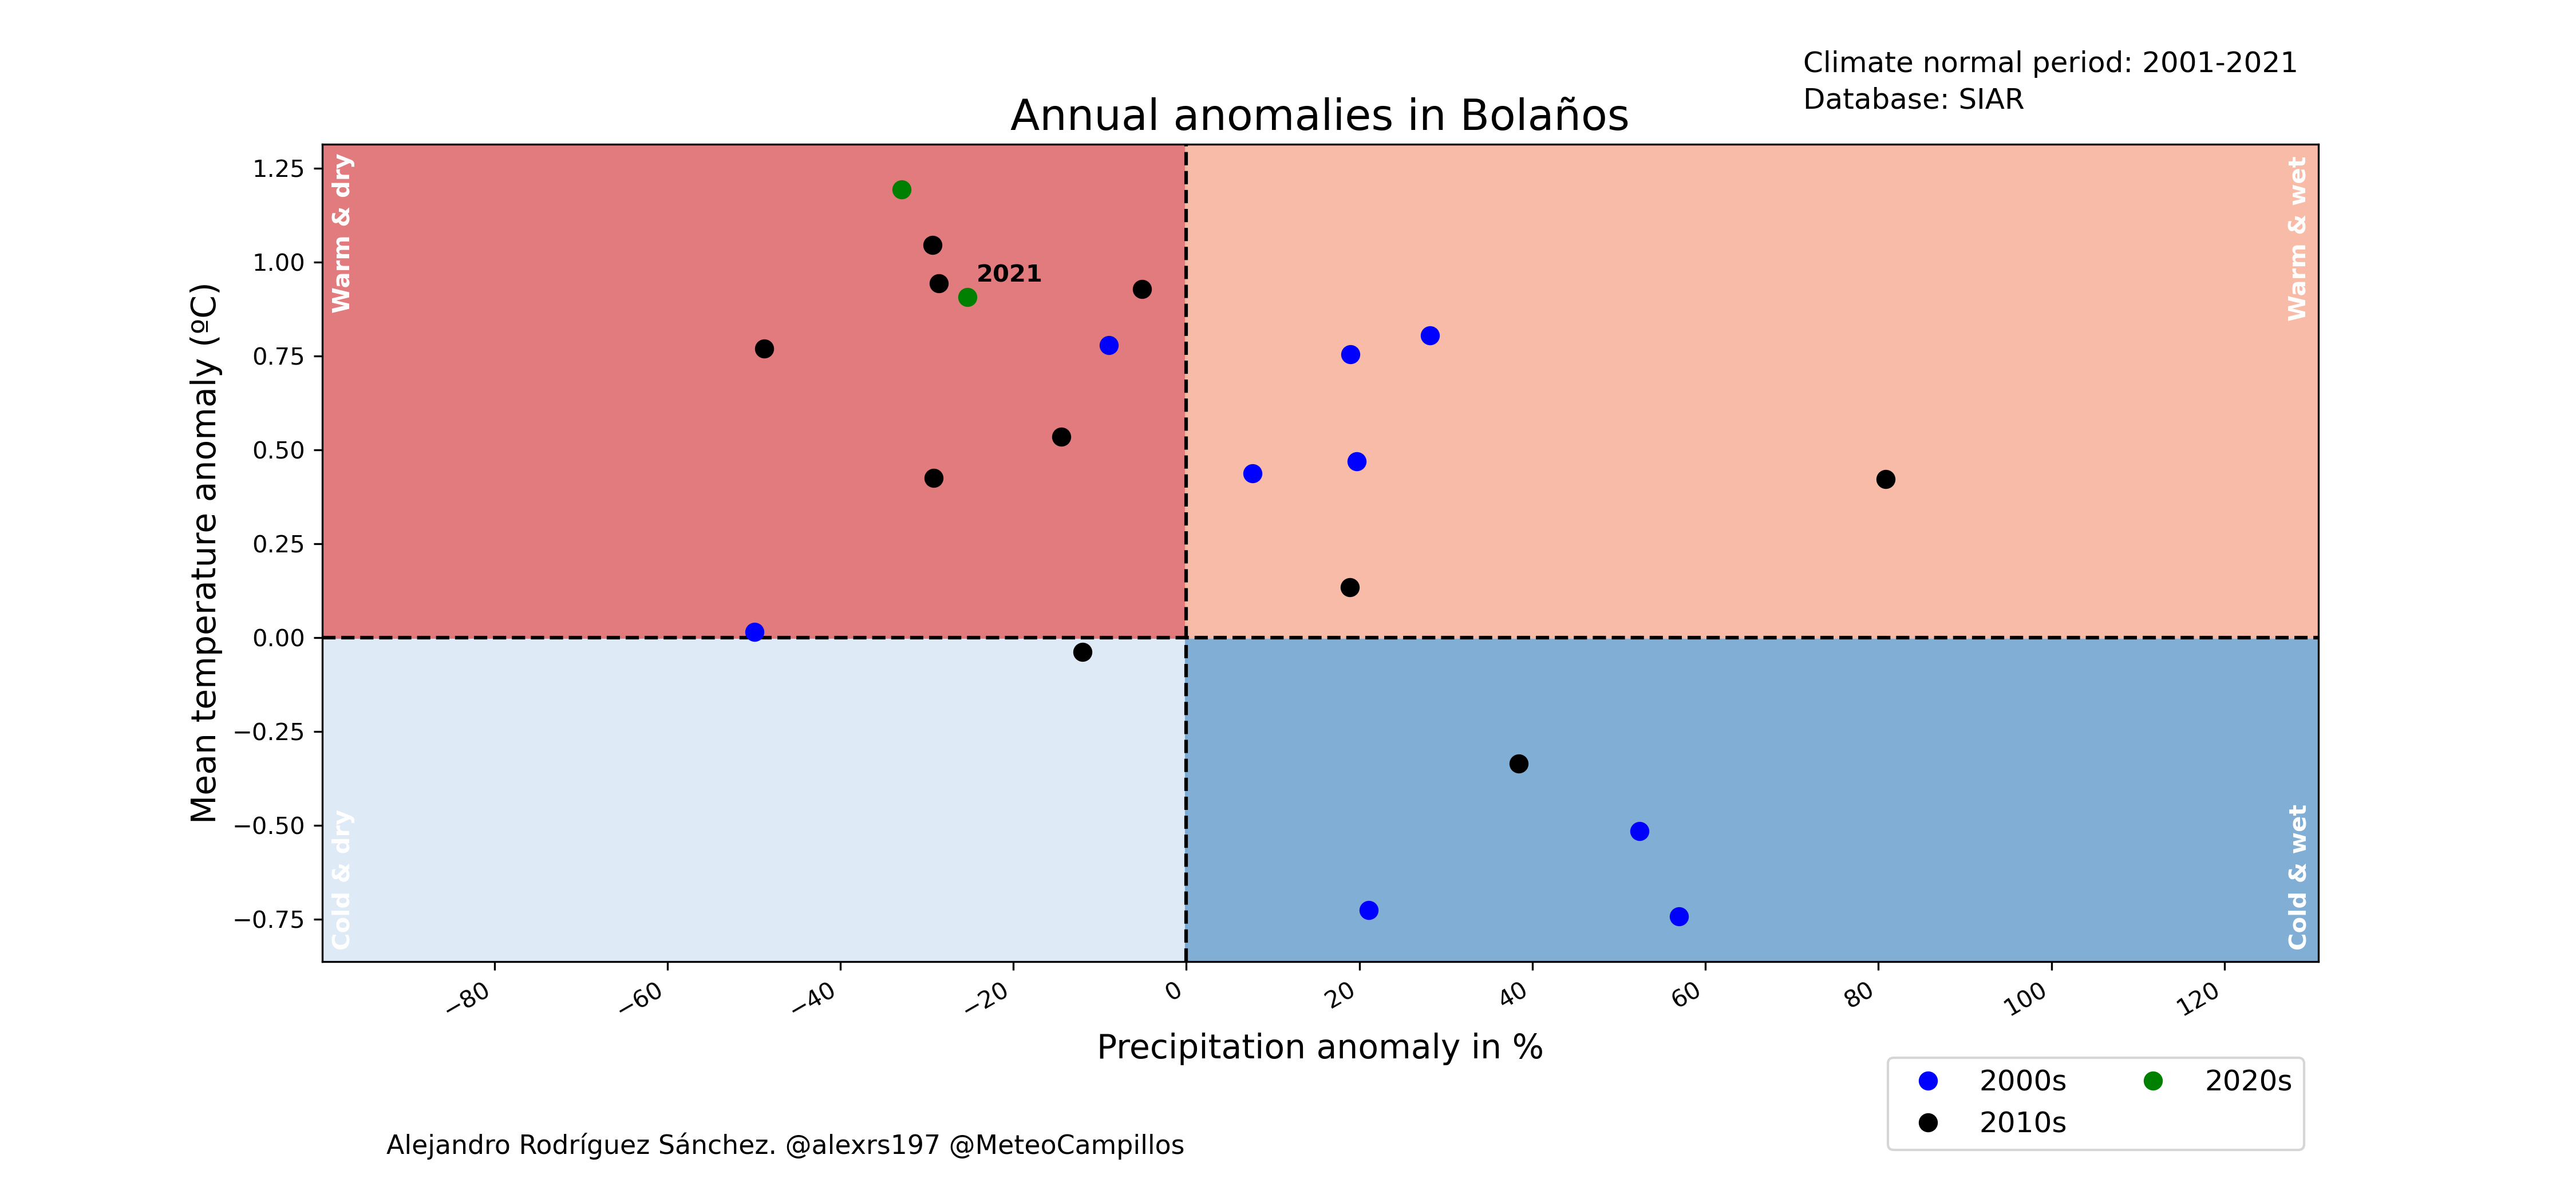 Climate normal period: 2001-2021
Database: SIAR
Annual anomalies in Bolaños
Mean temperature anomaly (ºC)
1.25
1.00
0.75
0.50
0.25
0.00
−0.25
−0.50
−0.75
Warm & dry
Warm & wet
2021
Cold & dry
Cold & wet
−80
−60
−40
−20
0
20
40
60
80
100
120
Precipitation anomaly in %
2000s
2010s
2020s
Alejandro Rodríguez Sánchez. @alexrs197 @MeteoCampillos